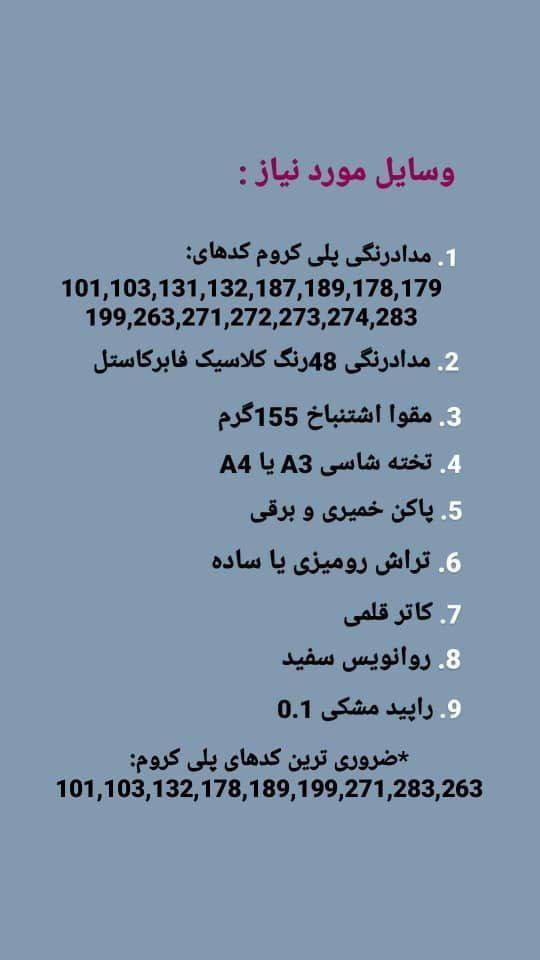 وسایل مورد نیاز :
1. مدادرنگی پلی کروم کدهای:
101,103,131,132,187,189,178,179
199,263,271,272,273,274,283
2. مدادرنگی 48رنگ کلاسیک فابرکاستل
3. مقوا اشتنباخ 155گرم
4. تخته شاسی A3 یا A4
5. پاکن خمیری و برقی
6. تراش رومیزی یا ساده
7. کاتر قلمی
8. روانویس سفید
9. راپید مشکی 0.1
*ضروری ترین کدهای پلی کروم:
101,103,132,178,189,199,271,283,263